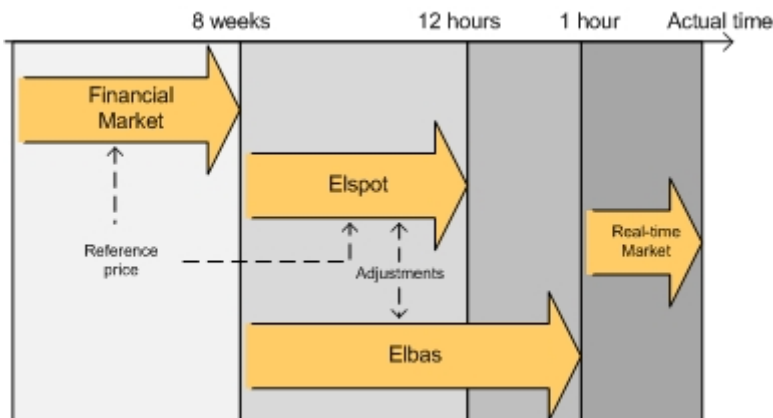 8 weeks
12 hours
1 hour
Actual time
Financial
Market
Elspot
Real-time
Market
Reference
price
Adjustments
Elbas